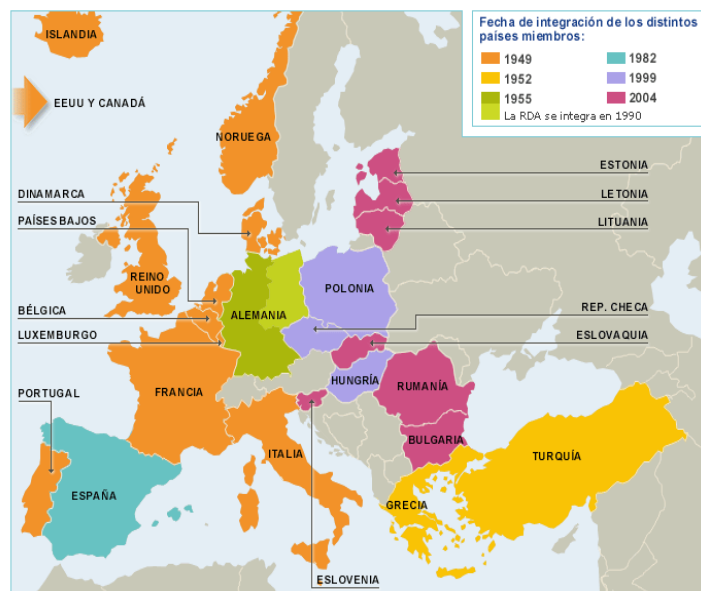 Fecha de integración de los distintos
países miembros:
1949
1952
1955
La RDA se integra en 1990
1982
1999
2004
ISLANDIA
EEUU Y CANADÁ
NORUEGA
DINAMARCA
PAÍSES BAJOS
REINO
UNIDO
BÉLGICA
LUXEMBURGO
PORTUGAL
ESPAÑA
FRANCIA
ALEMANIA
POLONIA
HUNGRÍA
ITALIA
ESLOVENIA
ESTONIA
LETONIA
LITUANIA
REP. CHECA
ESLOVAQUIA
RUMANÍA
BULGARIA
GRECIA
TURQUÍA